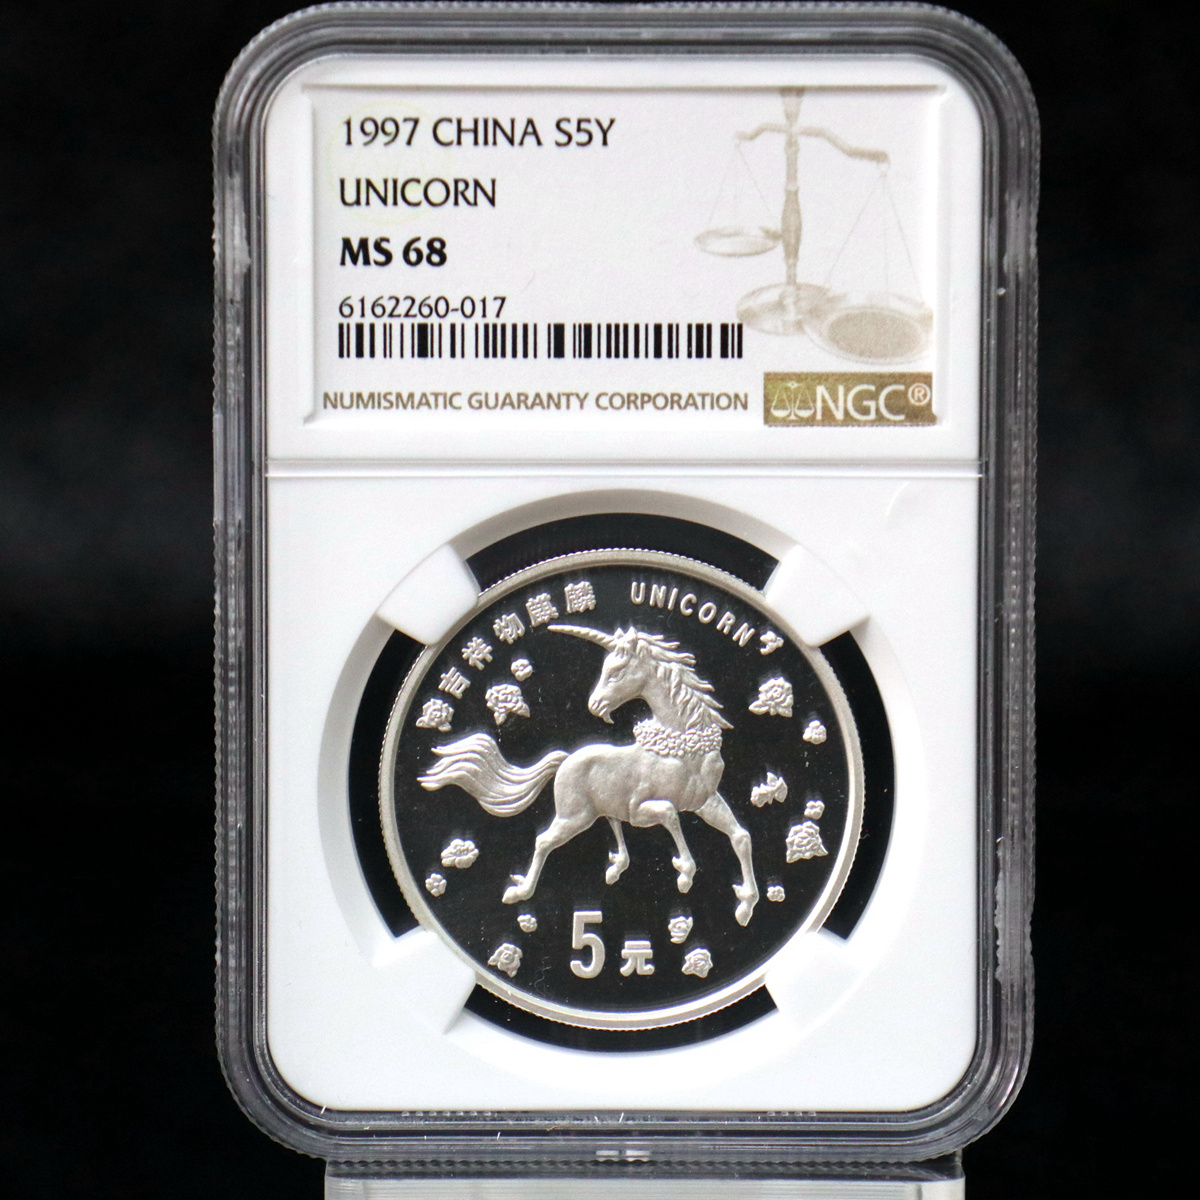 1997 CHINA S5Y
UNICORN
MS 68
6162260-017
NUMISMATIC GUARANTY CORPORATION
NGC®
吉祥物麒麟 UNICORN
5元